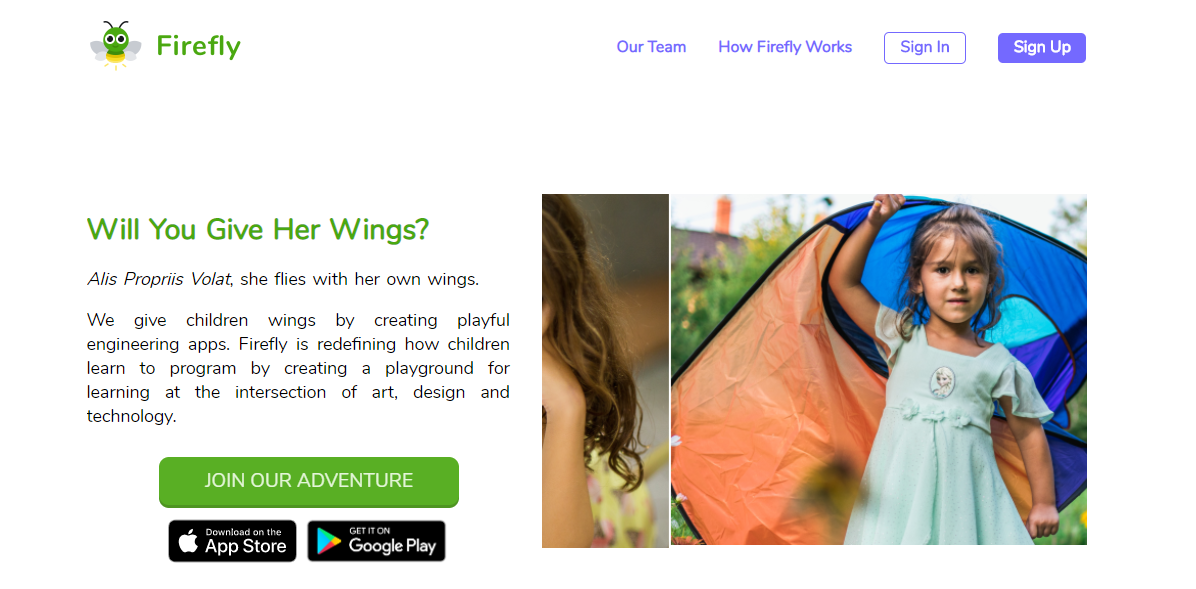 Firefly
Our Team
How Firefly Works
Sign In
Sign Up
Will You Give Her Wings?
Alis Propriis Volat, she flies with her own wings.
We give children wings by creating playful
engineering apps. Firefly is redefining how children
learn to program by creating a playground for
learning at the intersection of art, design and
technology.
JOIN OUR ADVENTURE
Download on the
App Store
GET IT ON
Google Play